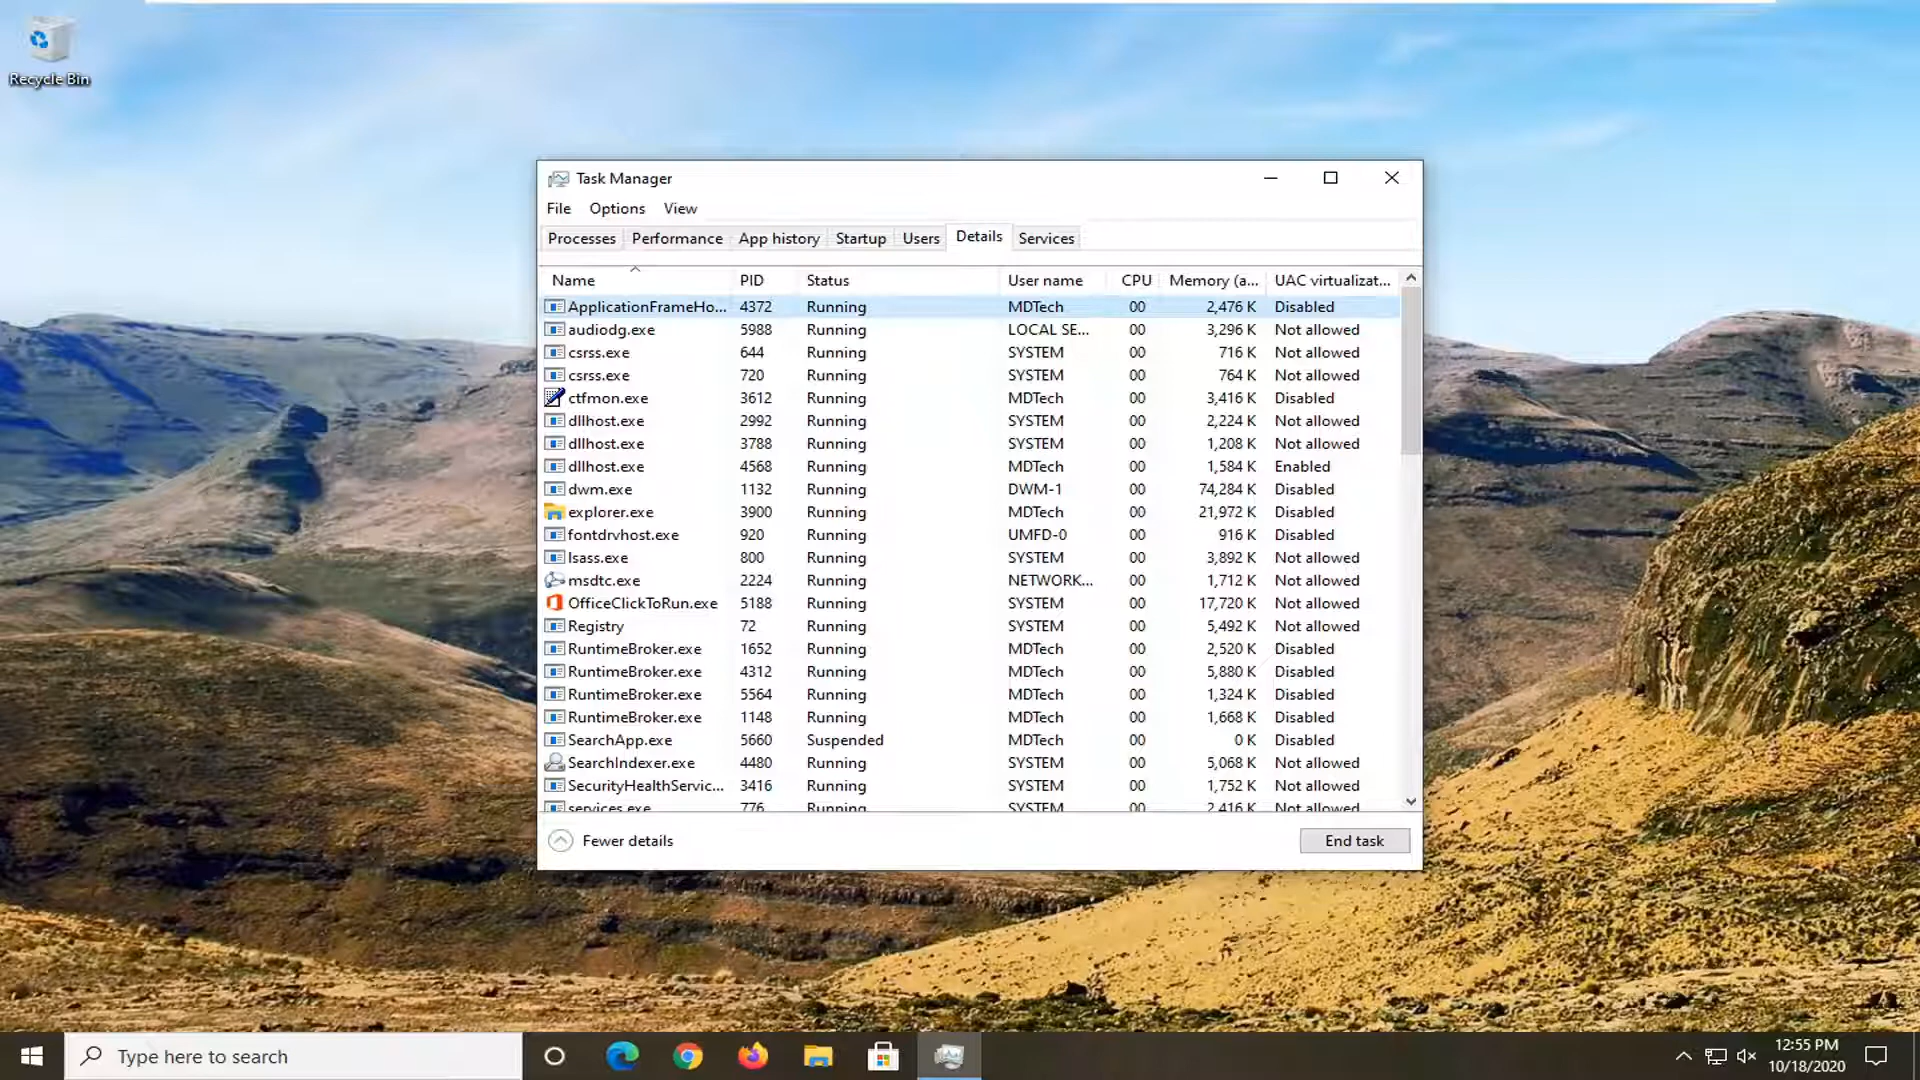 Recycle Bin
Task Manager
File Options View
Processes Performance App history Startup Users Details Services
Name PID Status User name CPU Memory (a... UAC virtualizat...
ApplicationFrameHo... 4372 Running MDTech 00 2,476 K Disabled
audiodg.exe 5988 Running LOCAL SE... 00 3,296 K Not allowed
csrss.exe 644 Running SYSTEM 00 716 K Not allowed
csrss.exe 720 Running SYSTEM 00 764 K Not allowed
ctfmon.exe 3612 Running MDTech 00 3,416 K Disabled
dllhost.exe 2992 Running SYSTEM 00 2,224 K Not allowed
dllhost.exe 3788 Running SYSTEM 00 1,208 K Not allowed
dllhost.exe 4568 Running MDTech 00 1,584 K Enabled
dwm.exe 1132 Running DWM-1 00 74,284 K Disabled
explorer.exe 3900 Running MDTech 00 21,972 K Disabled
fontdrvhost.exe 920 Running UMFD-0 00 916 K Disabled
lsass.exe 800 Running SYSTEM 00 3,892 K Not allowed
msdtc.exe 2224 Running NETWORK... 00 1,712 K Not allowed
OfficeClickToRun.exe 5188 Running SYSTEM 00 17,720 K Not allowed
Registry 72 Running SYSTEM 00 5,492 K Not allowed
RuntimeBroker.exe 1652 Running MDTech 00 2,520 K Disabled
RuntimeBroker.exe 4312 Running MDTech 00 5,880 K Disabled
RuntimeBroker.exe 5564 Running MDTech 00 1,324 K Disabled
RuntimeBroker.exe 1148 Running MDTech 00 1,668 K Disabled
SearchApp.exe 5660 Suspended MDTech 00 0 K Disabled
SearchIndexer.exe 4480 Running SYSTEM 00 5,068 K Not allowed
SecurityHealthServic... 3416 Running SYSTEM 00 1,752 K Not allowed
services.exe 776 Running SYSTEM 00 2,416 K Not allowed
Fewer details End task
Type here to search
12:55 PM
10/18/2020